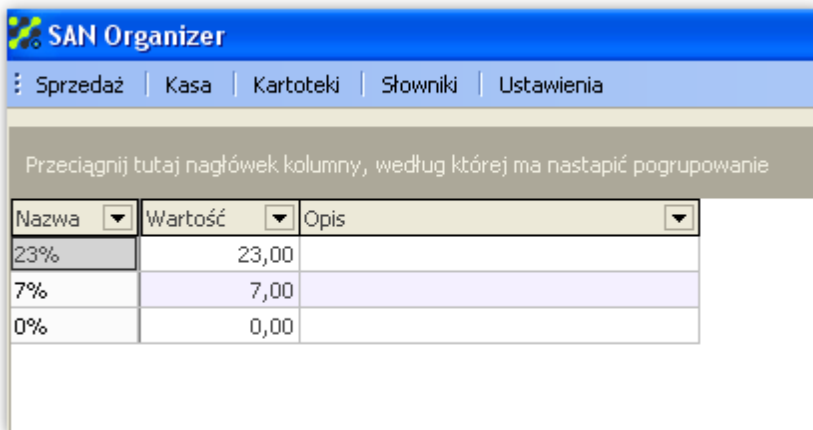 SAN Organizer
Sprzedaż Kasa Kartoteki Słowniki Ustawienia
Przeciągnij tutaj nagłówek kolumny, według której ma nastapić pogrupowanie
Nazwa Wartość Opis
23% 23,00
7% 7,00
0% 0,00